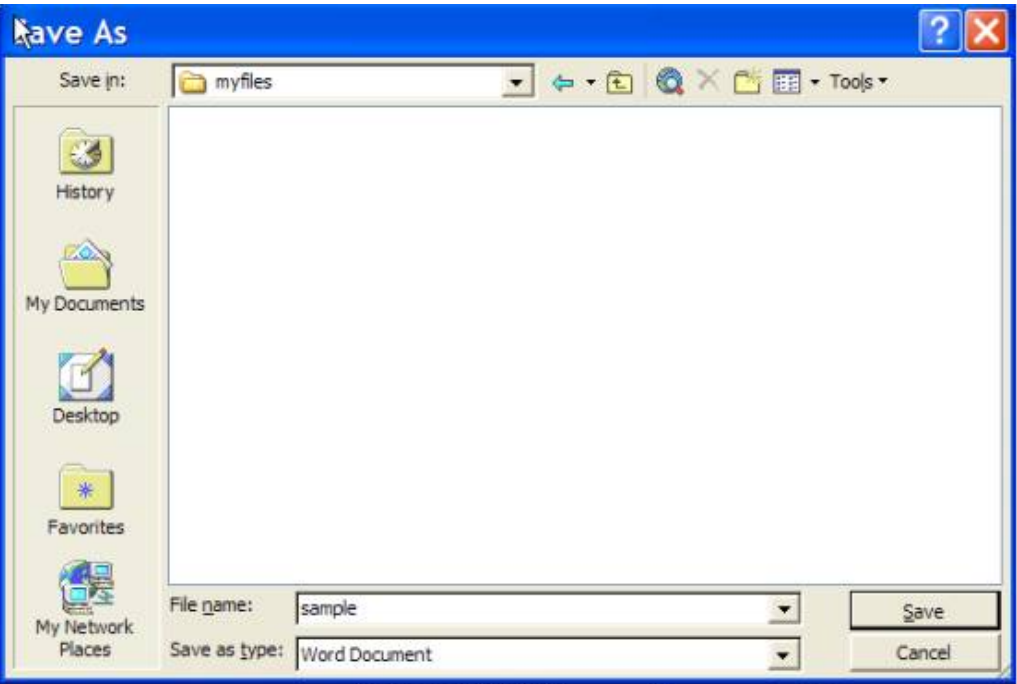 Save As
?
Save in: myfiles Tools
History
My Documents
Desktop
Favorites
My Network
Places
File name: sample Save
Save as type: Word Document Cancel